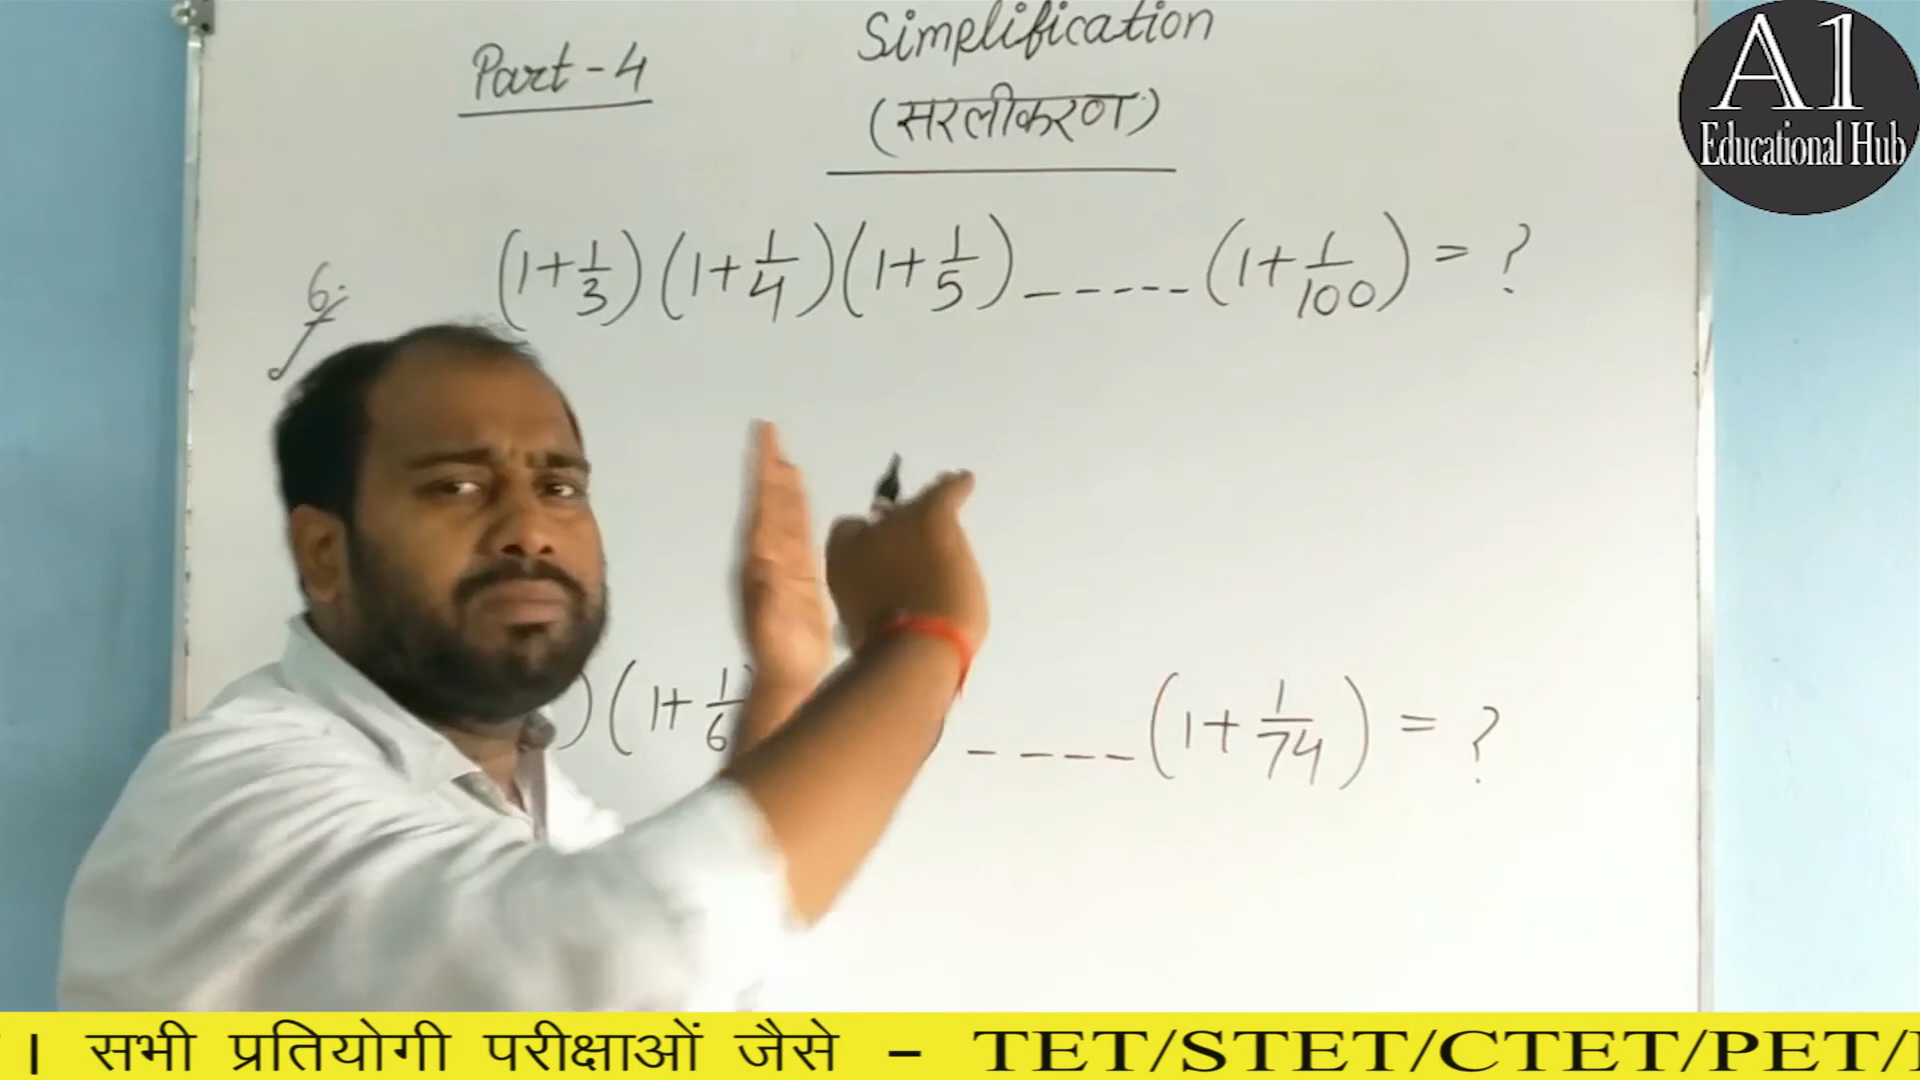 Part-4
Simplification
(सरलीकरण)
A1
Educational Hub
6. (1+1/3)(1+1/4)(1+1/5)-----(1+1/100) = ?
)(1+1/6 ----(1+1/74) = ?
। सभी प्रतियोगी परीक्षाओं जैसे - TET/STET/CTET/PET/